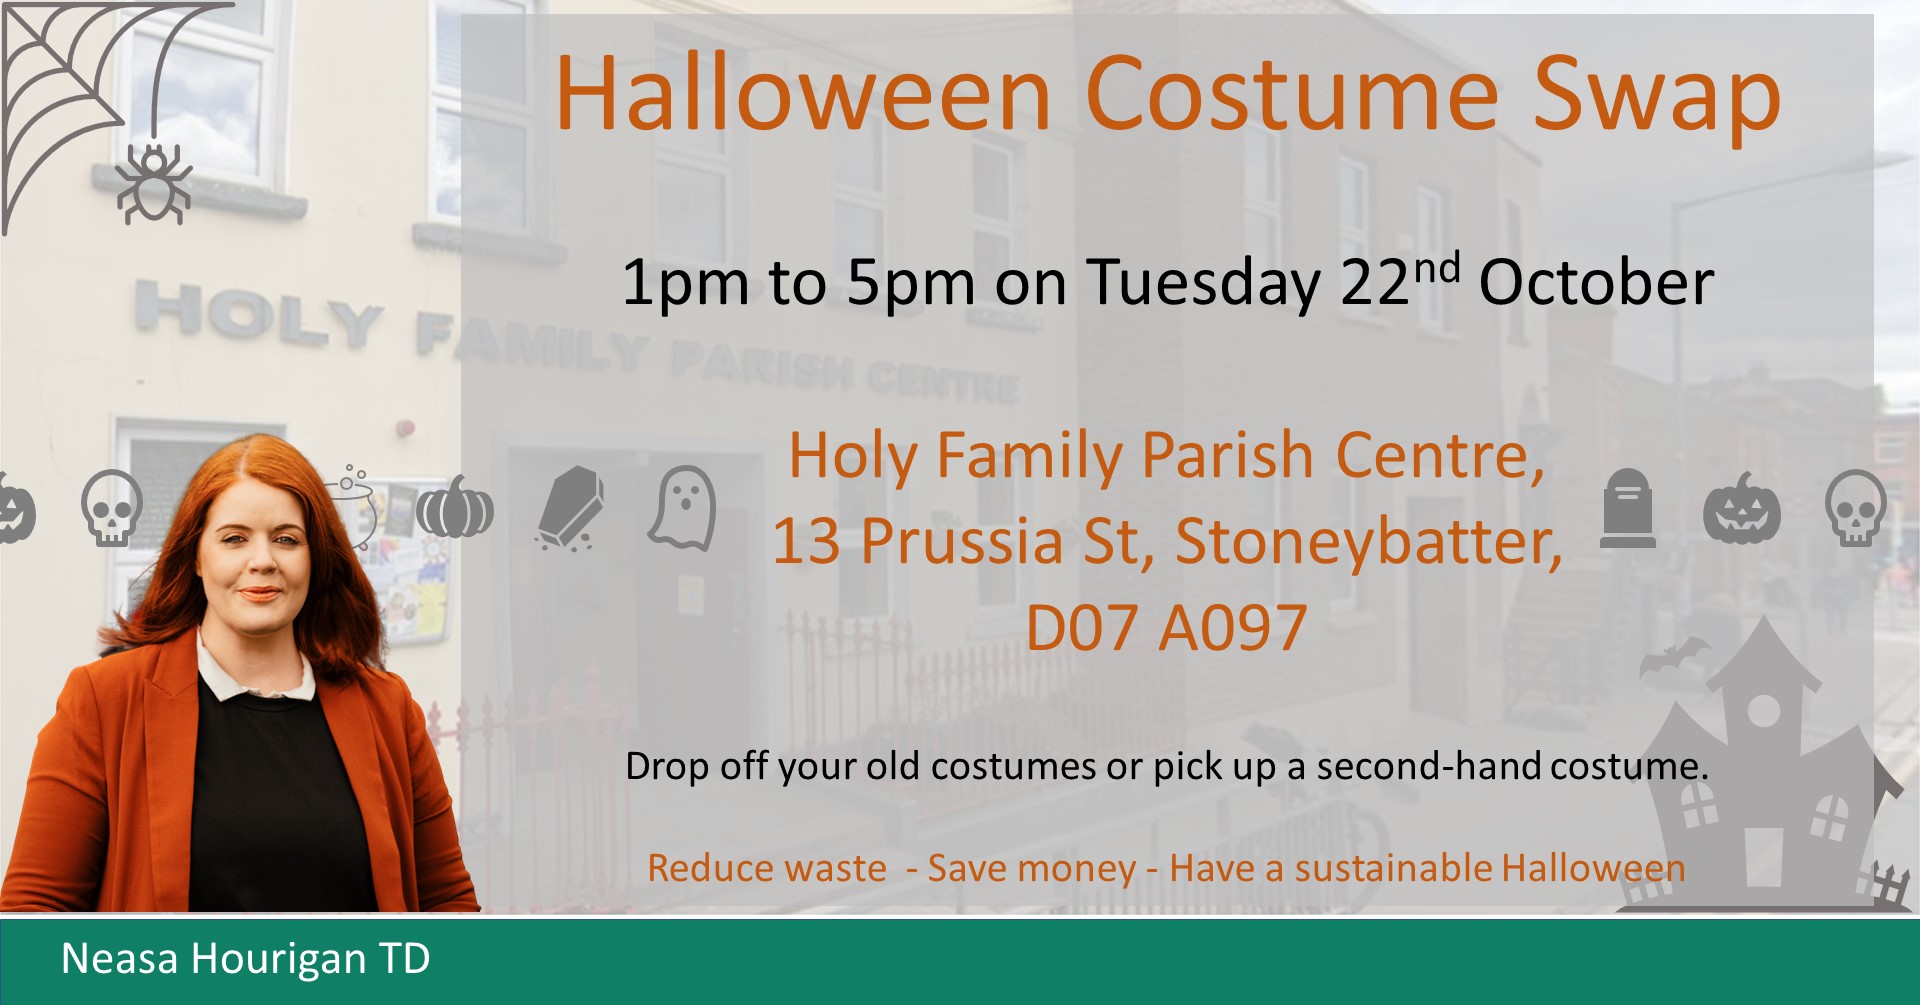 Halloween Costume Swap
1pm to 5pm on Tuesday 22nd October
HOLY FAMILY PARISH CENTRE
Holy Family Parish Centre,
13 Prussia St, Stoneybatter,
D07 A097
Drop off your old costumes or pick up a second-hand costume.
Reduce waste - Save money - Have a sustainable Halloween
Neasa Hourigan TD